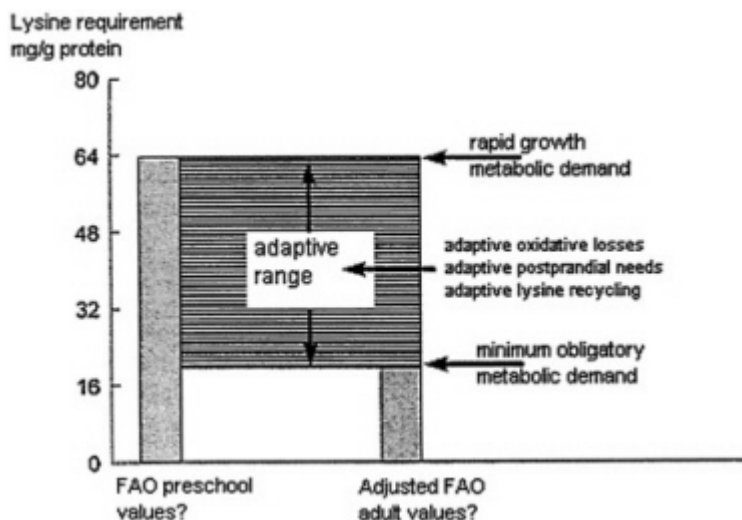 Lysine requirement
mg/g protein
80
64
48
32
16
0
rapid growth
metabolic demand
adaptive
range
adaptive oxidative losses
adaptive postprandial needs
adaptive lysine recycling
minimum obligatory
metabolic demand
FAO preschool
values?
Adjusted FAO
adult values?